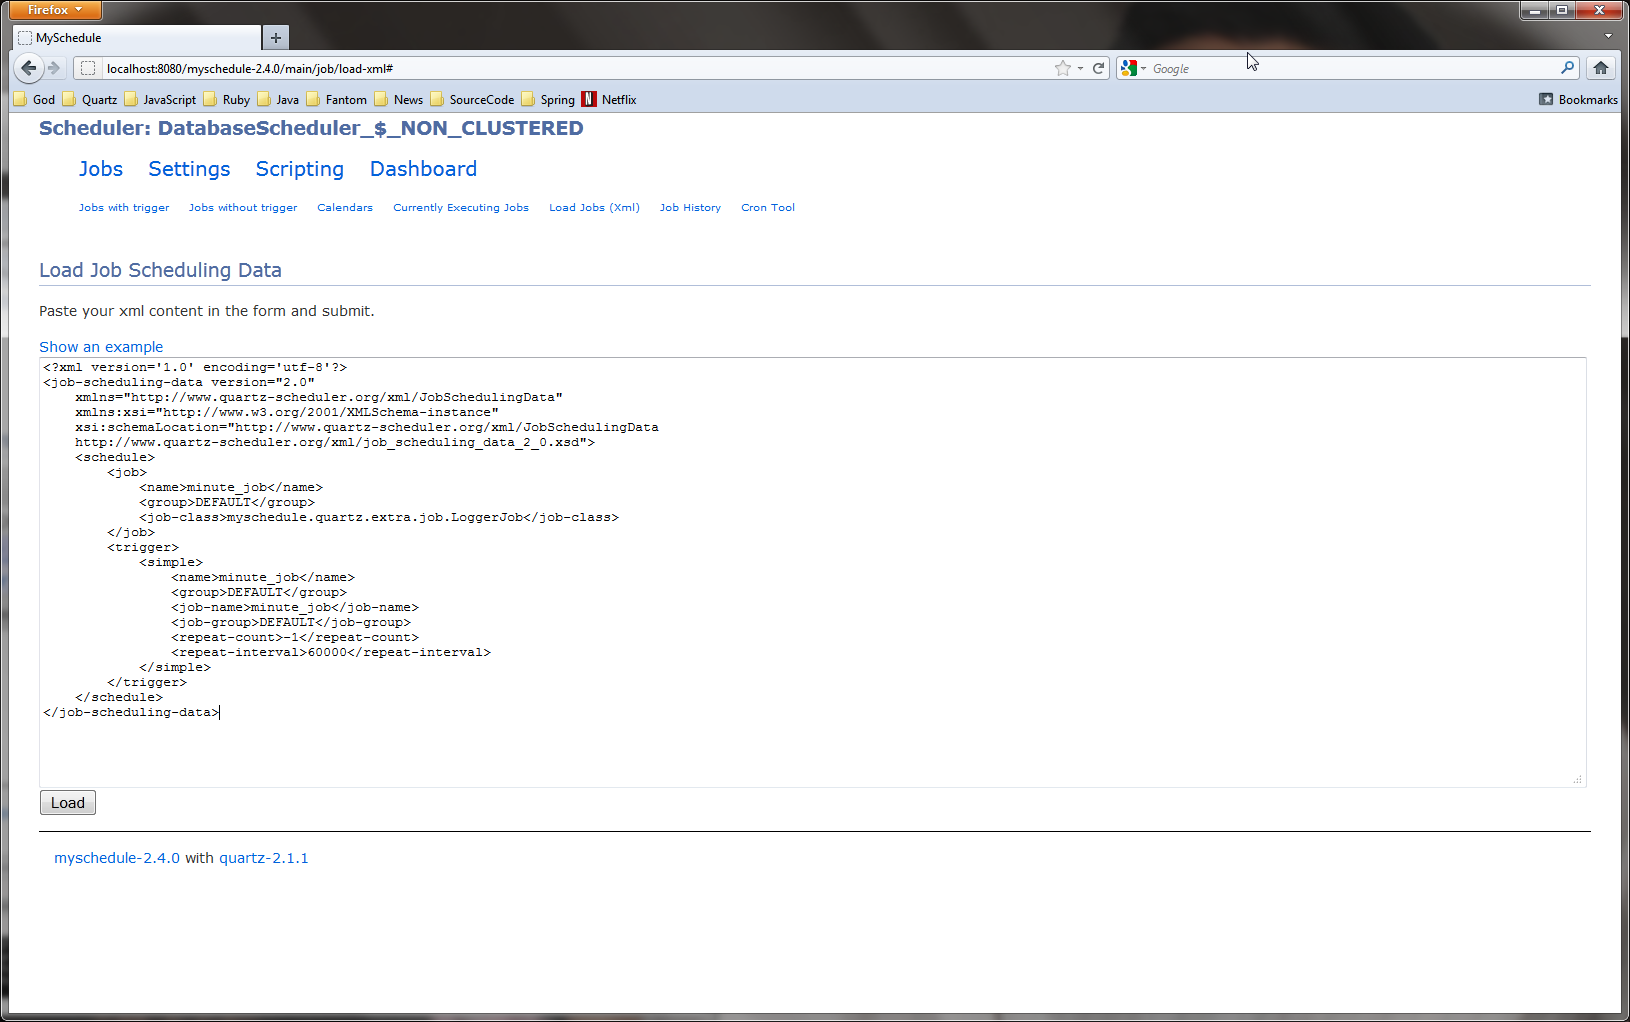 Firefox
MySchedule
localhost:8080/myschedule-2.4.0/main/job/load-xml#
Google
God Quartz JavaScript Ruby Java Fantom News SourceCode Spring N Netflix Bookmarks
Scheduler: DatabaseScheduler_$_NON_CLUSTERED
Jobs Settings Scripting Dashboard
Jobs with trigger Jobs without trigger Calendars Currently Executing Jobs Load Jobs (Xml) Job History Cron Tool
Load Job Scheduling Data
Paste your xml content in the form and submit.
Show an example
<?xml version='1.0' encoding='utf-8'?>
<job-scheduling-data version="2.0"
    xmlns="http://www.quartz-scheduler.org/xml/JobSchedulingData"
    xmlns:xsi="http://www.w3.org/2001/XMLSchema-instance"
    xsi:schemaLocation="http://www.quartz-scheduler.org/xml/JobSchedulingData
    http://www.quartz-scheduler.org/xml/job_scheduling_data_2_0.xsd">
    <schedule>
        <job>
            <name>minute_job</name>
            <group>DEFAULT</group>
            <job-class>myschedule.quartz.extra.job.LoggerJob</job-class>
        </job>
        <trigger>
            <simple>
                <name>minute_job</name>
                <group>DEFAULT</group>
                <job-name>minute_job</job-name>
                <job-group>DEFAULT</job-group>
                <repeat-count>-1</repeat-count>
                <repeat-interval>60000</repeat-interval>
            </simple>
        </trigger>
    </schedule>
</job-scheduling-data>
Load
myschedule-2.4.0 with quartz-2.1.1